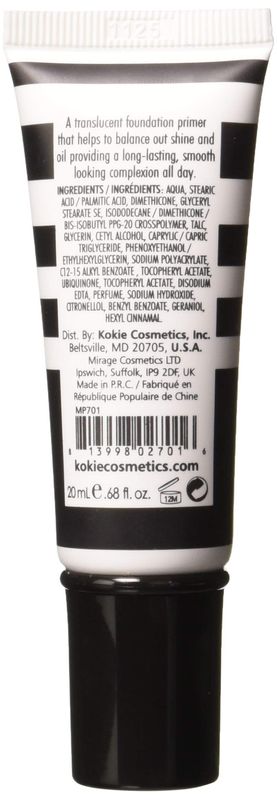 1125
A translucent foundation primer
that helps to balance out shine and
oil providing a long-lasting, smooth
looking complexion all day.
INGREDIENTS / INGRÉDIENTS: AQUA, STEARIC
ACID / PALMITIC ACID, DIMETHICONE, GLYCERYL
STEARATE SE, ISODODECANE / DIMETHICONE /
BIS-ISOBUTYL PPG-20 CROSSPOLYMER, TALC,
GLYCERIN, CETYL ALCOHOL, CAPRYLIC / CAPRIC
TRIGLYCERIDE, PHENOXYETHANOL /
ETHYLHEXYLGLYCERIN, SODIUM POLYACRYLATE,
C12-15 ALKYL BENZOATE , TOCOPHERYL ACETATE,
UBIQUINONE, TOCOPHERYL ACETATE, DISODIUM
EDTA, PERFUME, SODIUM HYDROXIDE,
CITRONELLOL, BENZYL BENZOATE, GERANIOL,
HEXYL CINNAMAL.
Dist. By: Kokie Cosmetics, Inc.
Beltsville, MD 20705, U.S.A.
Mirage Cosmetics LTD
Ipswich, Suffolk, IP9 2DF, UK
Made in P.R.C. / Fabriqué en
République Populaire de Chine
MP701
8 13998 02701 6
kokiecosmetics.com
20 mL e .68 fl. oz. 12M